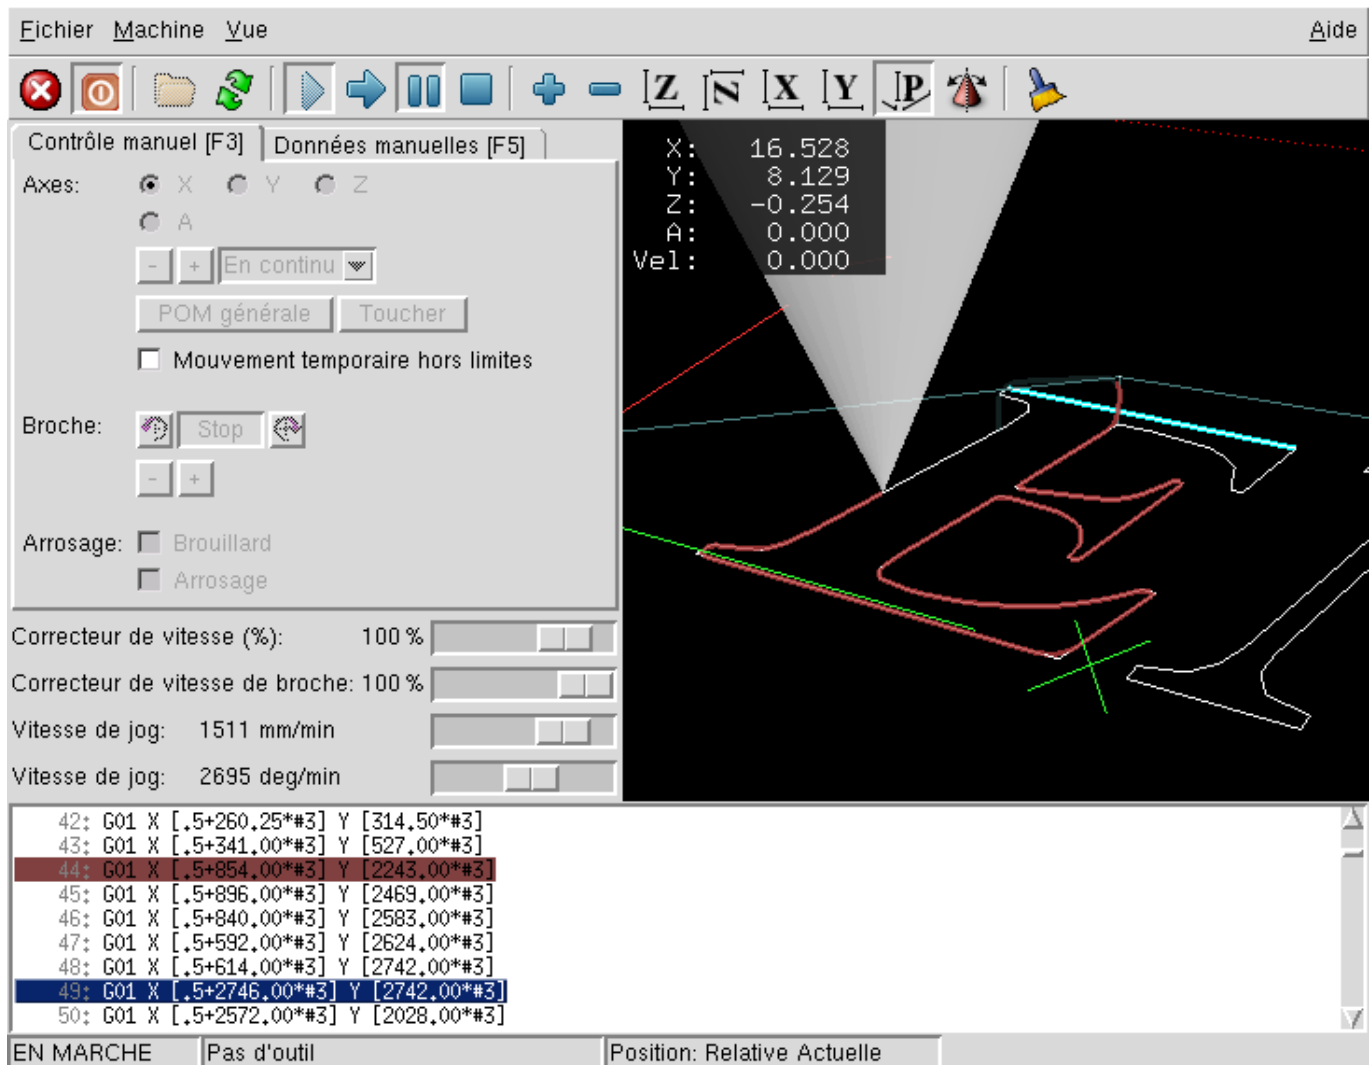 Fichier Machine Vue Aide
Z N X Y P
Contrôle manuel [F3] Données manuelles [F5]
Axes: X Y Z
A
- + En continu
POM générale Toucher
Mouvement temporaire hors limites
Broche: Stop
- +
Arrosage: Brouillard
Arrosage
Correcteur de vitesse (%): 100 %
Correcteur de vitesse de broche: 100 %
Vitesse de jog: 1511 mm/min
Vitesse de jog: 2695 deg/min
X: 16.528
Y: 8.129
Z: -0.254
A: 0.000
Vel: 0.000
42: G01 X [.5+260.25*#3] Y [314.50*#3]
43: G01 X [.5+341.00*#3] Y [527.00*#3]
44: G01 X [.5+854.00*#3] Y [2243.00*#3]
45: G01 X [.5+896.00*#3] Y [2469.00*#3]
46: G01 X [.5+840.00*#3] Y [2583.00*#3]
47: G01 X [.5+592.00*#3] Y [2624.00*#3]
48: G01 X [.5+614.00*#3] Y [2742.00*#3]
49: G01 X [.5+2746.00*#3] Y [2742.00*#3]
50: G01 X [.5+2572.00*#3] Y [2028.00*#3]
EN MARCHE Pas d'outil Position: Relative Actuelle